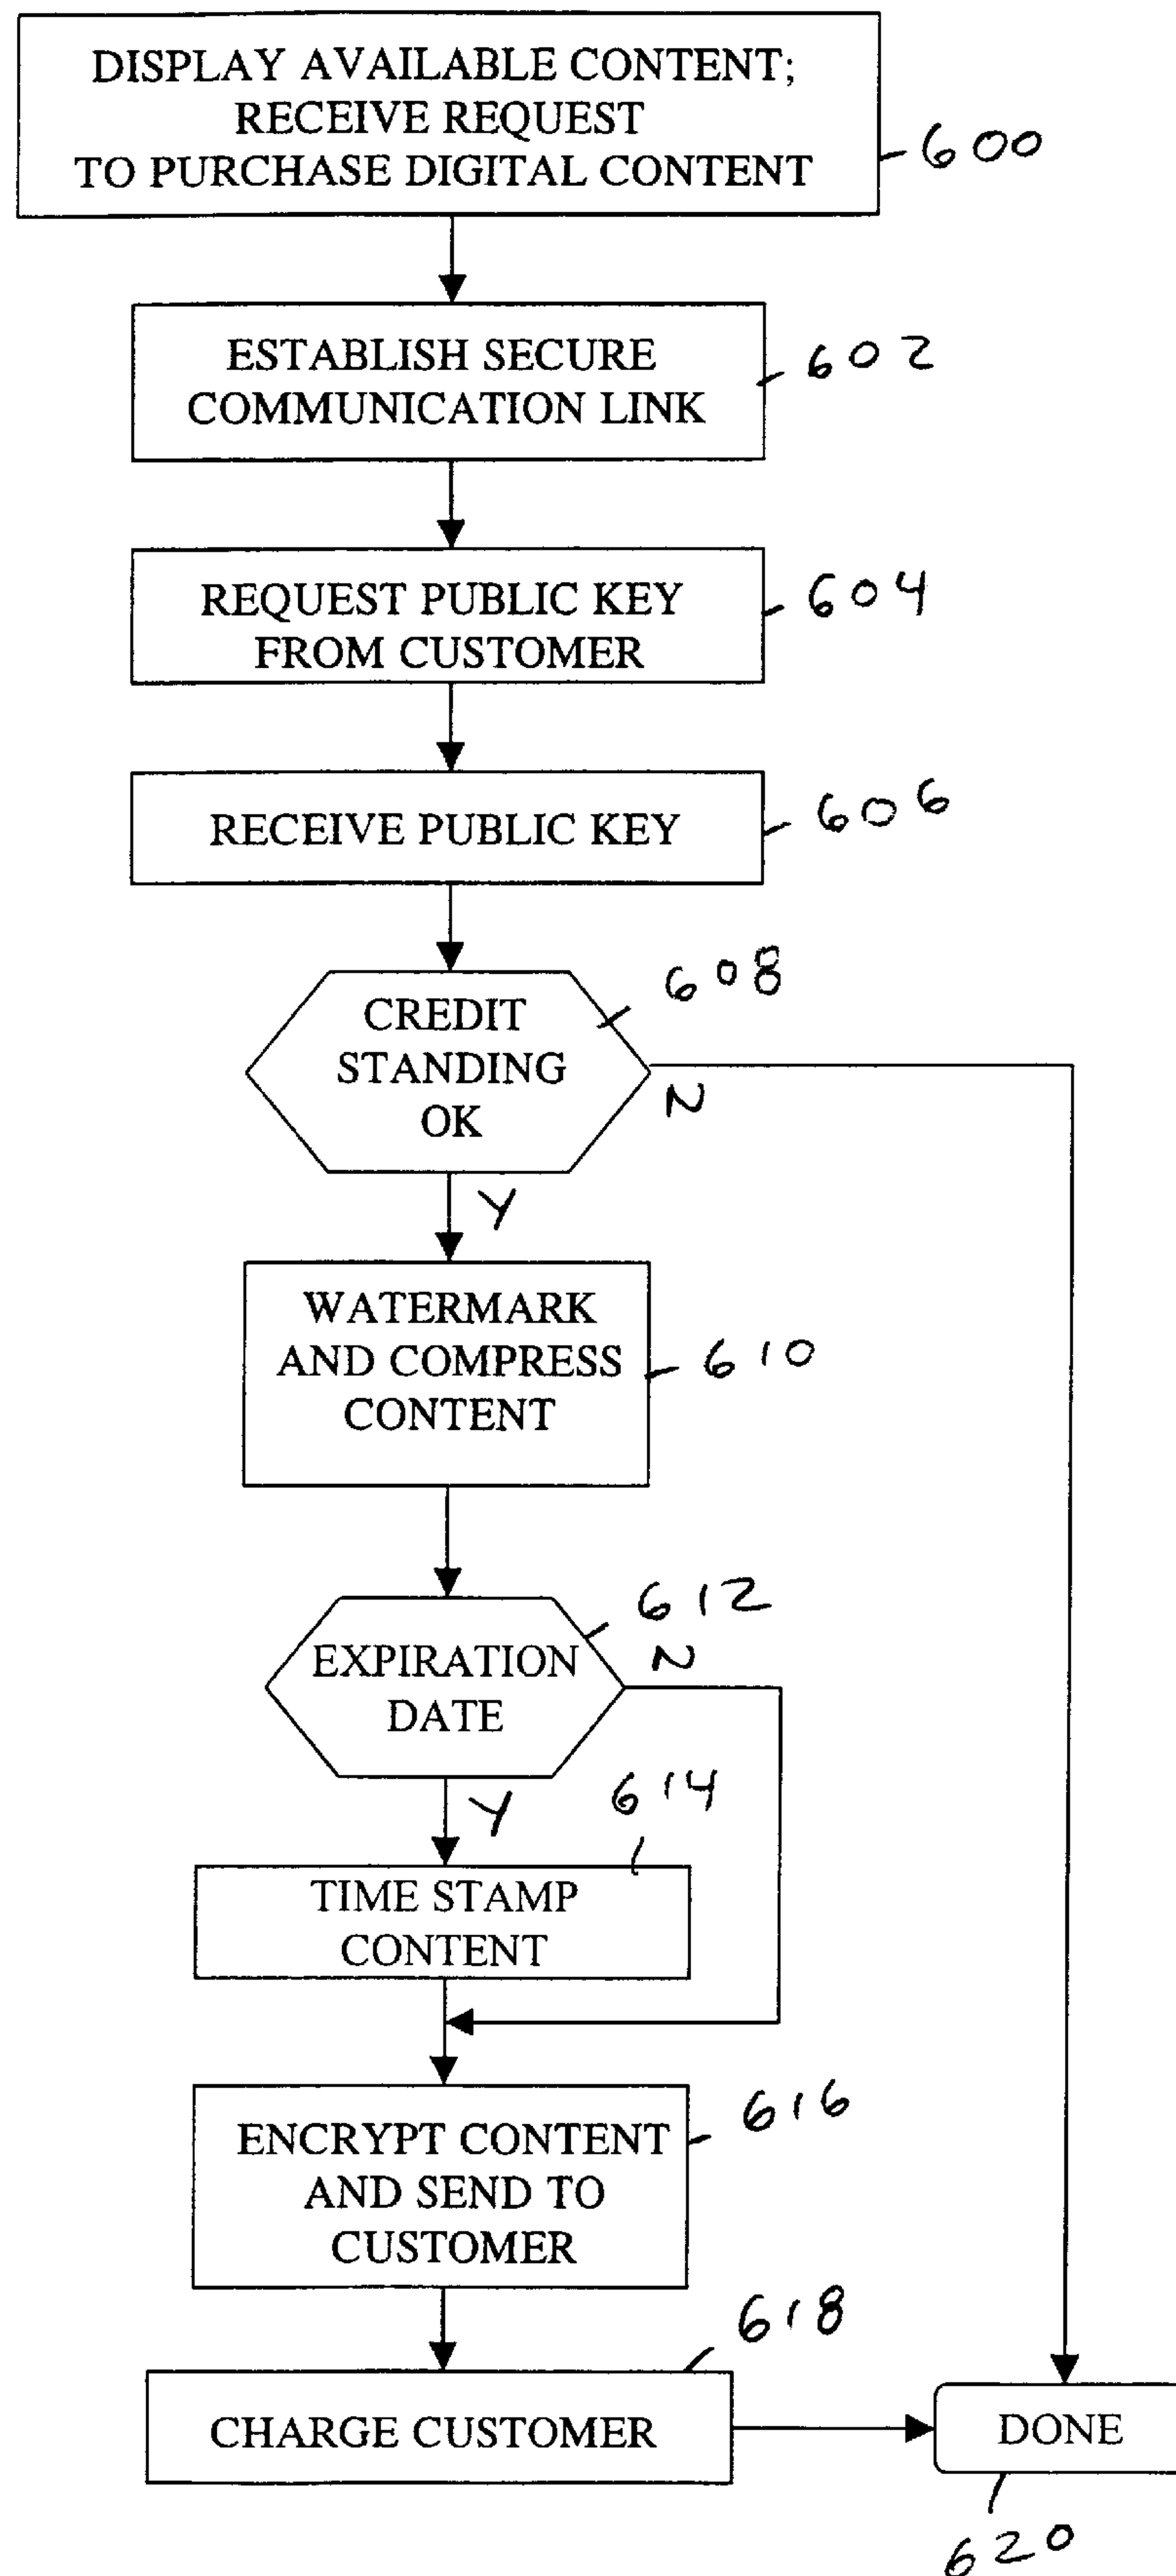 DISPLAY AVAILABLE CONTENT;
RECEIVE REQUEST
TO PURCHASE DIGITAL CONTENT
600
ESTABLISH SECURE
COMMUNICATION LINK
602
REQUEST PUBLIC KEY
FROM CUSTOMER
604
RECEIVE PUBLIC KEY
606
608
CREDIT
STANDING
OK
N
Y
WATERMARK
AND COMPRESS
CONTENT
610
612
EXPIRATION
DATE
N
Y
614
TIME STAMP
CONTENT
616
ENCRYPT CONTENT
AND SEND TO
CUSTOMER
618
CHARGE CUSTOMER
DONE
620